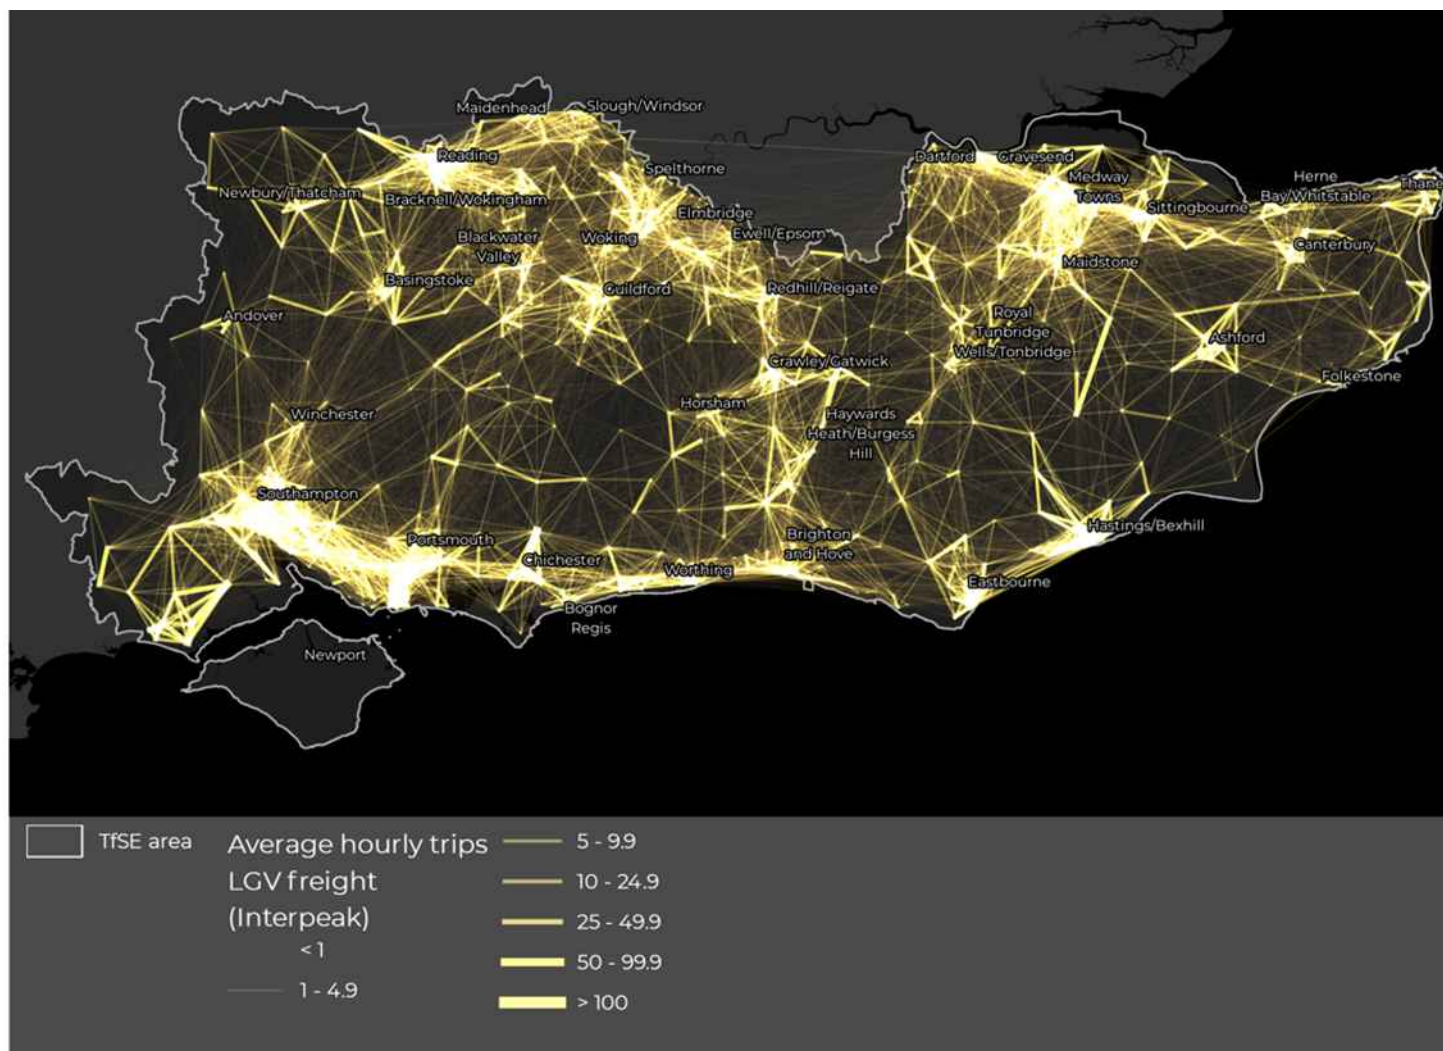 Maidenhead
Slough/Windsor
Reading
Spelthorne
Dartford
Gravesend
Medway
Towns
Herne
Bay/Whitstable
Thanet
Newbury/Thatcham
Bracknell/Wokingham
Sittingbourne
Elmbridge
Ewell/Epsom
Blackwater
Valley
Woking
Canterbury
Maidstone
Basingstoke
Guildford
Redhill/Reigate
Andover
Royal
Tunbridge
Wells/Tonbridge
Ashford
Crawley/Gatwick
Folkestone
Horsham
Winchester
Haywards
Heath/Burgess
Hill
Southampton
Portsmouth
Chichester
Brighton
and Hove
Hastings/Bexhill
Worthing
Eastbourne
Bognor
Regis
Newport
TfSE area
Average hourly trips
LGV freight
(Interpeak)
< 1
1 - 4.9
5 - 9.9
10 - 24.9
25 - 49.9
50 - 99.9
> 100